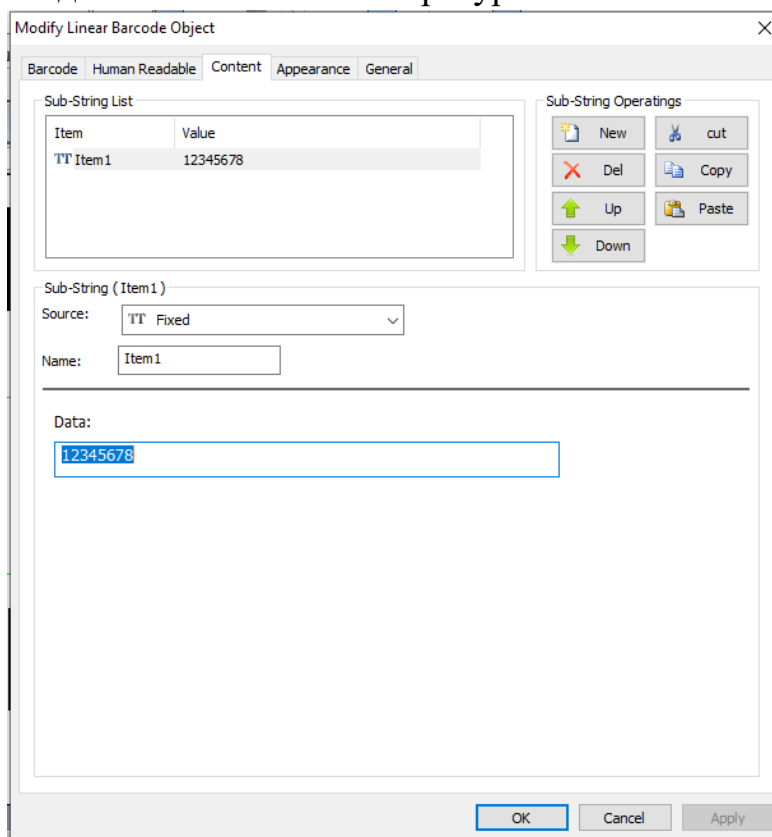 Modify Linear Barcode Object
Barcode Human Readable Content Appearance General
Sub-String List
Item Value
TT Item1 12345678
Sub-String Operatings
New cut
Del Copy
Up Paste
Down
Sub-String ( Item1 )
Source: TT Fixed
Name: Item1
Data:
12345678
OK Cancel Apply